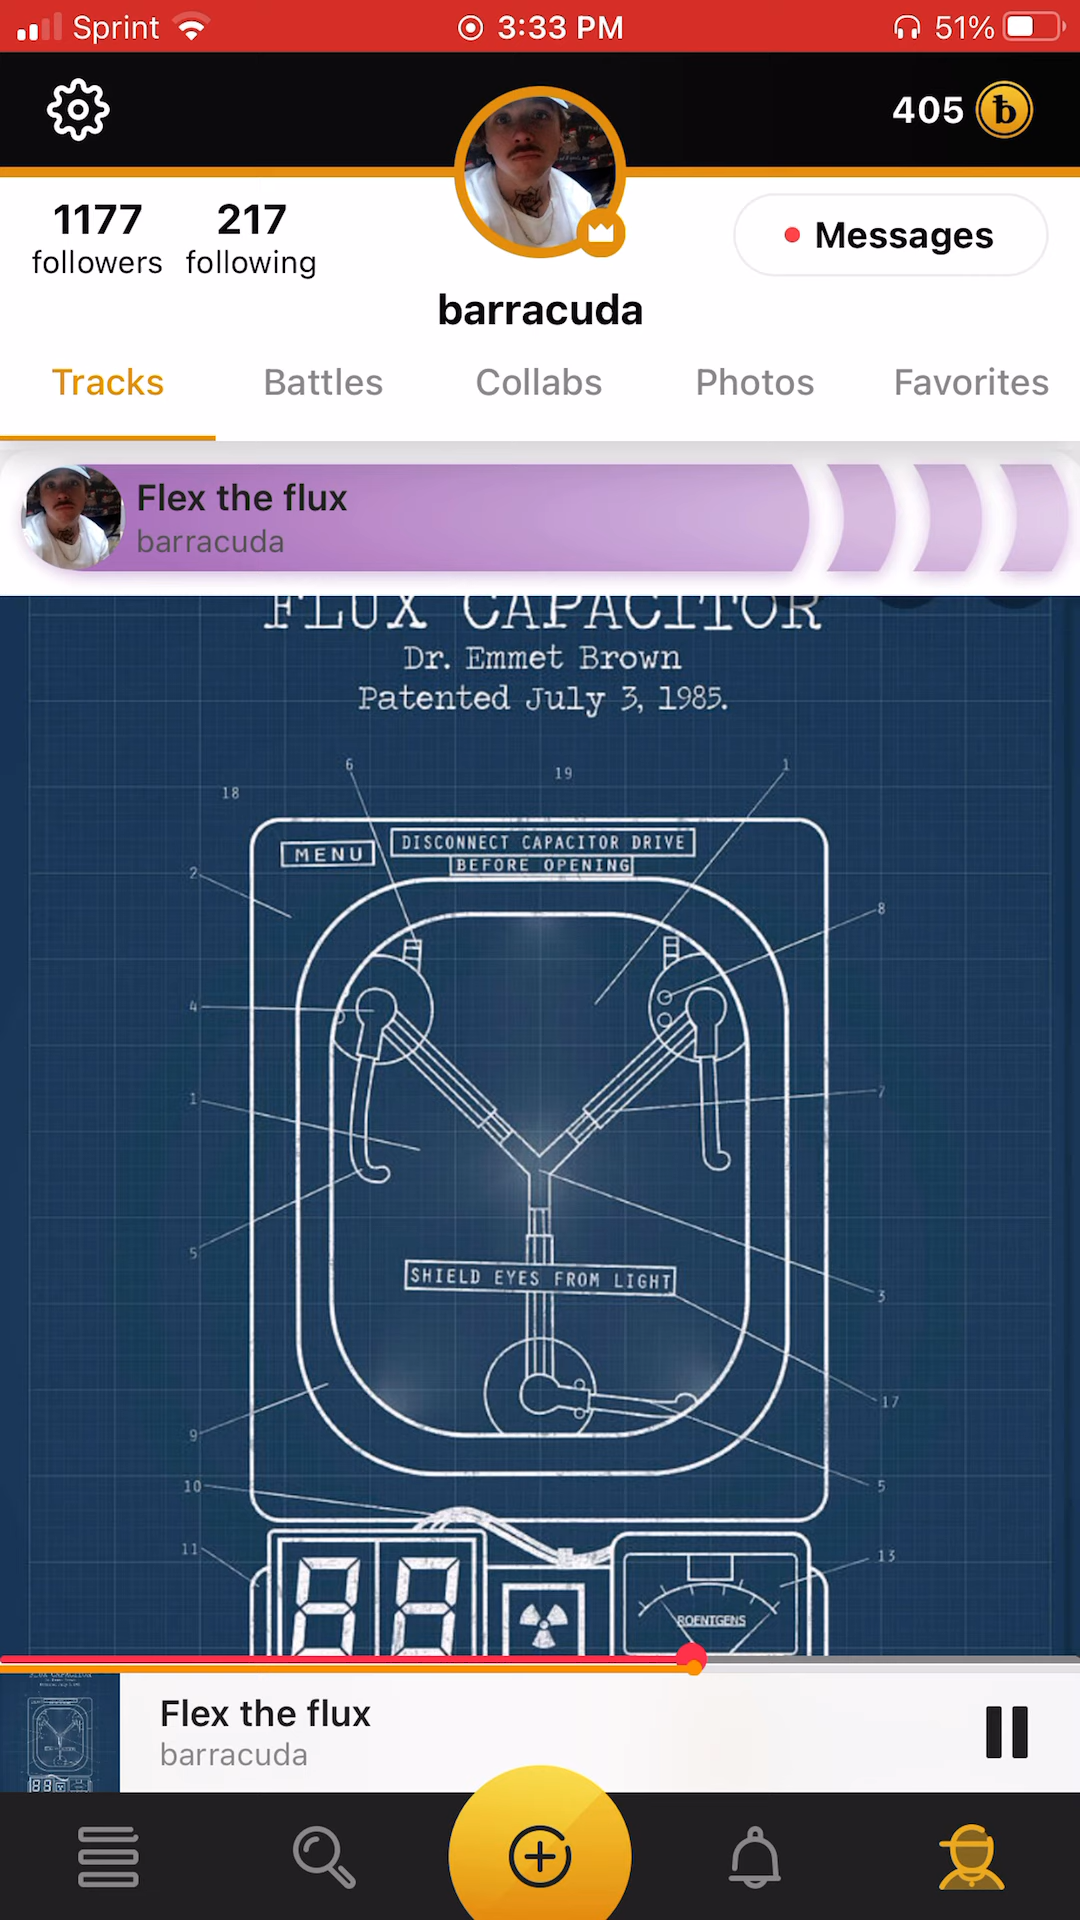 Sprint 3:33 PM 51%
405
1177 217
followers following
Messages
barracuda
Tracks Battles Collabs Photos Favorites
Flex the flux
barracuda
FLUX CAPACITOR
Dr. Emmet Brown
Patented July 3, 1985.
6 19 1
18
MENU
DISCONNECT CAPACITOR DRIVE
BEFORE OPENING
2
8
4
7
1
5
SHIELD EYES FROM LIGHT
3
17
9
10
5
11
13
88
ROENTGENS
Flex the flux
barracuda